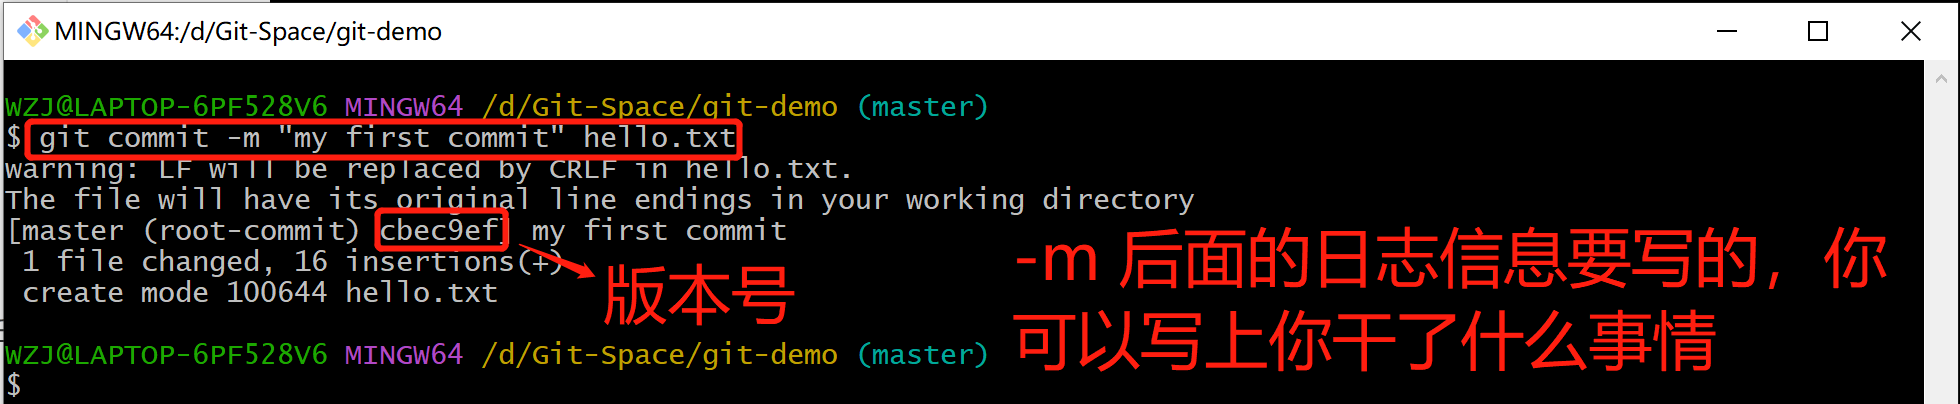 MINGW64:/d/Git-Space/git-demo
WZJ@LAPTOP-6PF528V6 MINGW64 /d/Git-Space/git-demo (master)
$ git commit -m "my first commit" hello.txt
warning: LF will be replaced by CRLF in hello.txt.
The file will have its original line endings in your working directory
[master (root-commit) cbec9ef] my first commit
1 file changed, 16 insertions(+)
create mode 100644 hello.txt
版本号
-m 后面的日志信息要写的，你
可以写上你干了什么事情
WZJ@LAPTOP-6PF528V6 MINGW64 /d/Git-Space/git-demo (master)
$